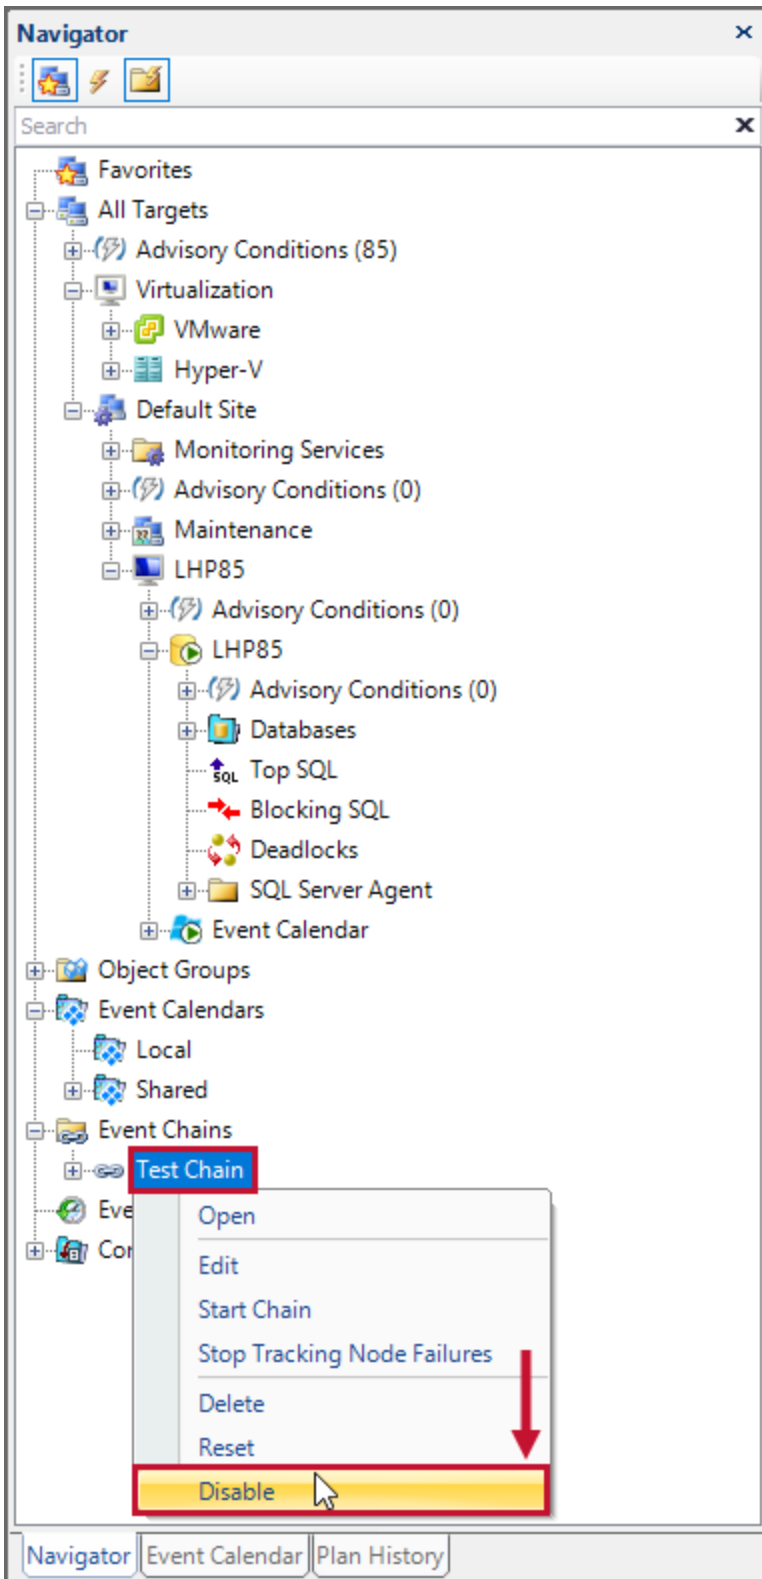 Navigator
Search
Favorites
All Targets
Advisory Conditions (85)
Virtualization
VMware
Hyper-V
Default Site
Monitoring Services
Advisory Conditions (0)
Maintenance
LHP85
Advisory Conditions (0)
LHP85
Advisory Conditions (0)
Databases
SQL Top SQL
Blocking SQL
Deadlocks
SQL Server Agent
Event Calendar
Object Groups
Event Calendars
Local
Shared
Event Chains
Test Chain
Eve
Open
Cor
Edit
Start Chain
Stop Tracking Node Failures
Delete
Reset
Disable
Navigator Event Calendar Plan History